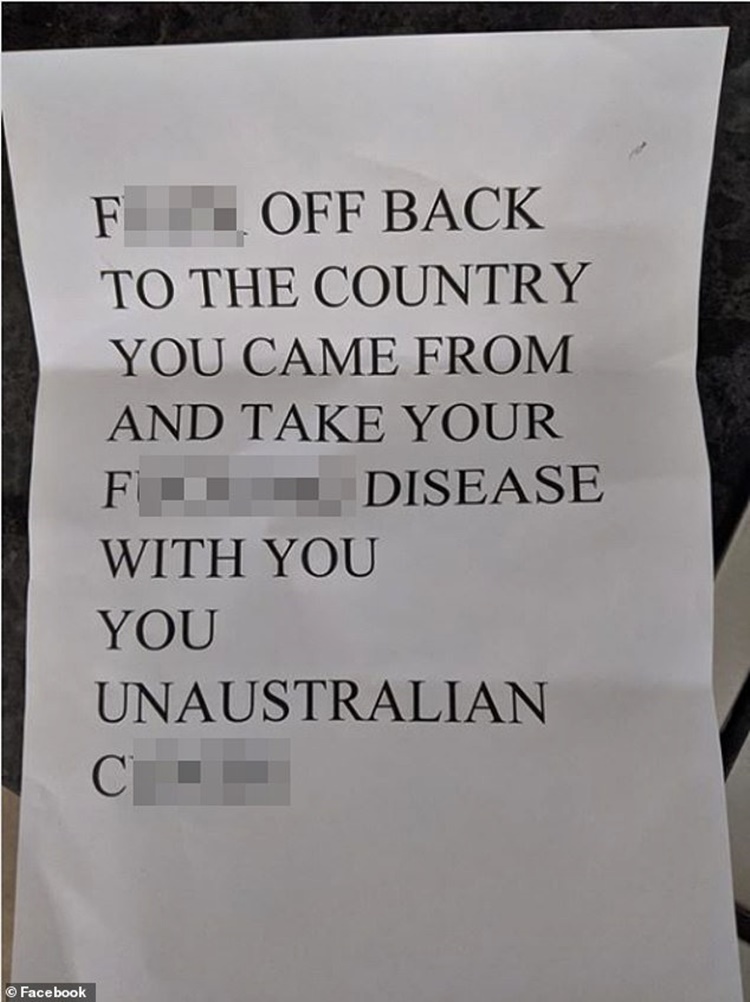 F
OFF BACK
TO THE COUNTRY
YOU CAME FROM
AND TAKE YOUR
F
DISEASE
WITH YOU
YOU
UNAUSTRALIAN
C
© Facebook